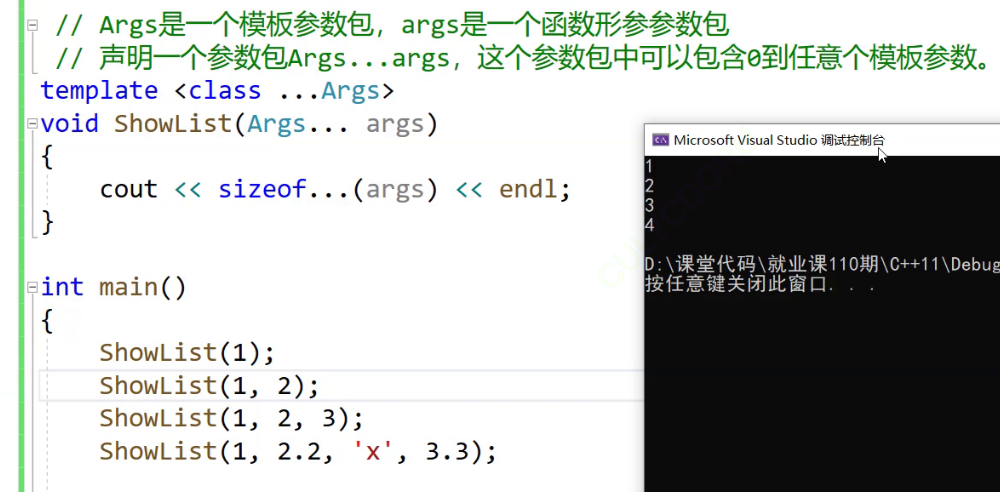 // Args是一个模板参数包，args是一个函数形参参数包
// 声明一个参数包Args...args，这个参数包中可以包含0到任意个模板参数。
template <class ...Args>
void ShowList(Args... args)
{
cout << sizeof...(args) << endl;
}
int main()
{
ShowList(1);
ShowList(1, 2);
ShowList(1, 2, 3);
ShowList(1, 2.2, 'x', 3.3);
Microsoft Visual Studio 调试控制台
1
2
3
4
D:\课堂代码\就业课110期\C++11\Debug
按任意键关闭此窗口. . .